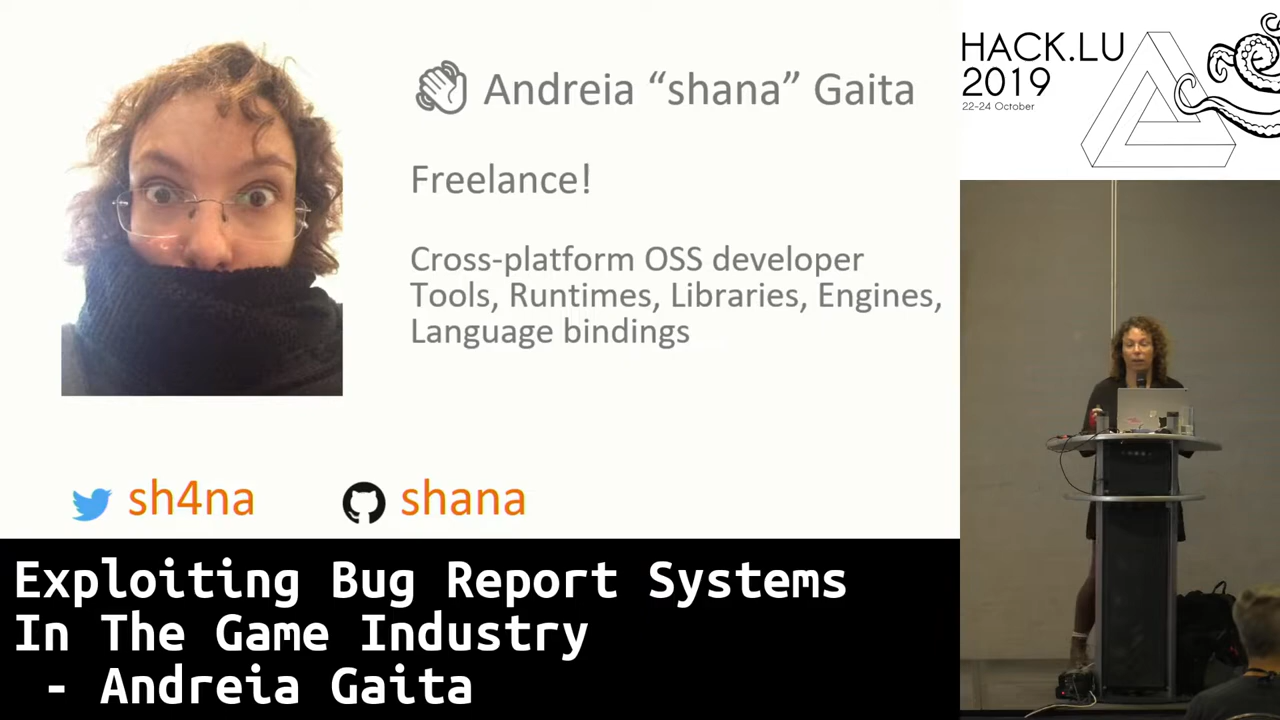 Andreia “shana” Gaita
Freelance!
Cross-platform OSS developer
Tools, Runtimes, Libraries, Engines,
Language bindings
sh4na
shana
HACK.LU
2019
22-24 October
Exploiting Bug Report Systems
In The Game Industry
- Andreia Gaita